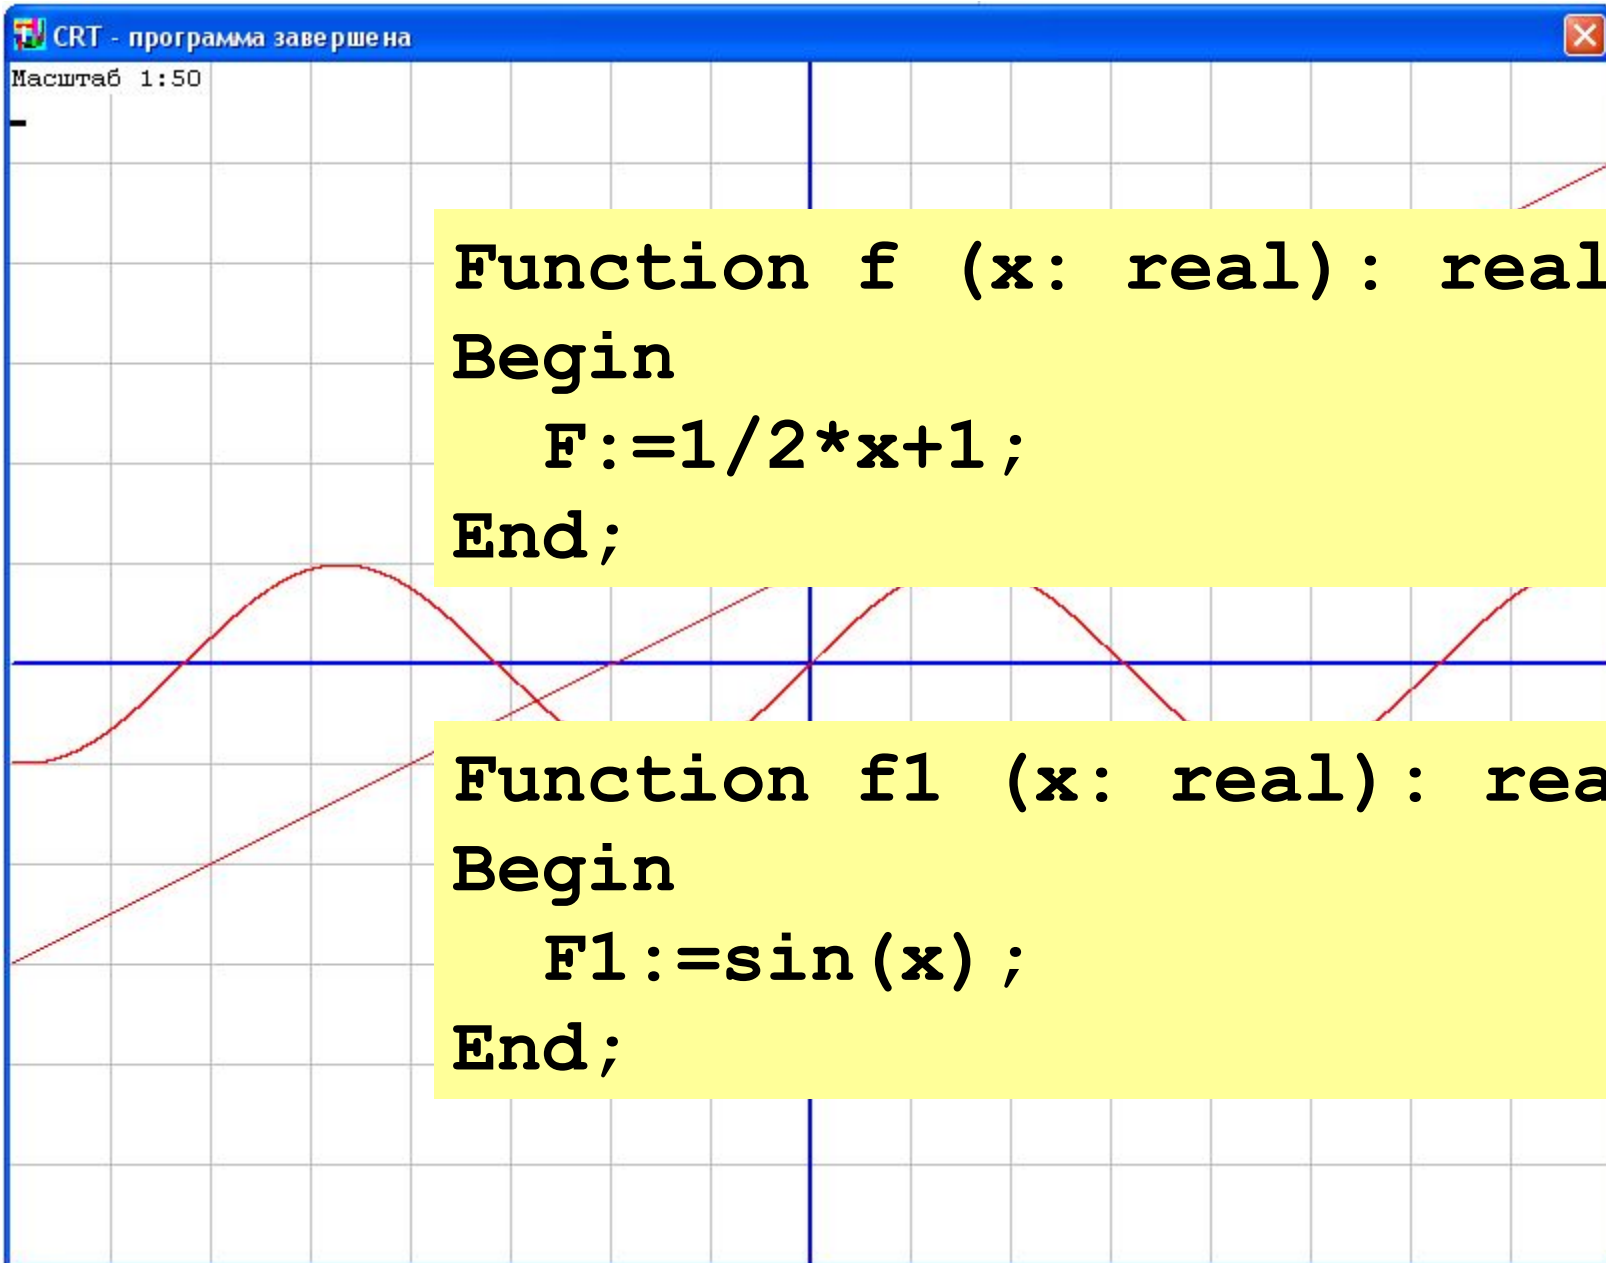 CRT - программа завершена
Масштаб 1:50
Function f (x: real): real
Begin
F:=1/2*x+1;
End;
Function f1 (x: real): rea
Begin
F1:=sin(x);
End;